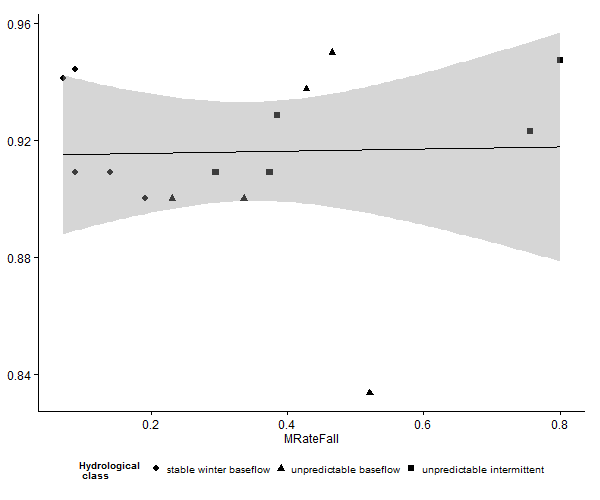 0.96
0.92
0.88
0.84
0.2 0.4 0.6 0.8
MRateFall
Hydrological
class
stable winter baseflow unpredictable baseflow unpredictable intermittent